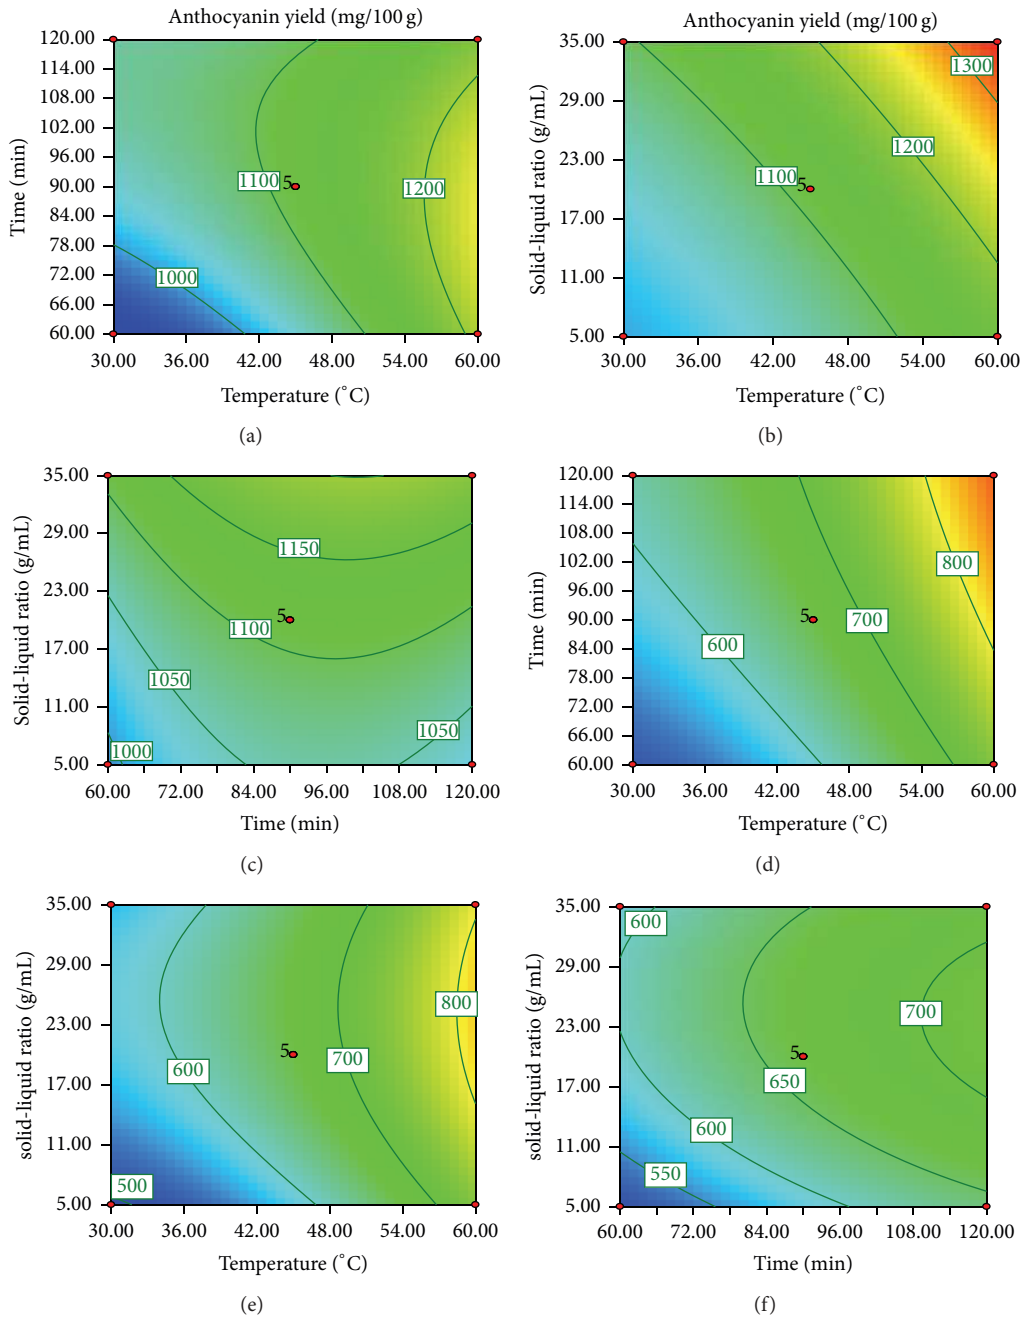 Anthocyanin yield (mg/100 g)
120.00
114.00
108.00
102.00
96.00
90.00
84.00
78.00
72.00
66.00
60.00
Time (min)
1100
5
1200
1000
30.00 36.00 42.00 48.00 54.00 60.00
Temperature (˚C)
(a)
Anthocyanin yield (mg/100 g)
35.00
29.00
23.00
17.00
11.00
5.00
Solid-liquid ratio (g/mL)
1300
1200
1100
5
30.00 36.00 42.00 48.00 54.00 60.00
Temperature (˚C)
(b)
35.00
29.00
23.00
17.00
11.00
5.00
Solid-liquid ratio (g/mL)
1150
5
1100
1050
1050
1000
60.00 72.00 84.00 96.00 108.00 120.00
Time (min)
(c)
120.00
114.00
108.00
102.00
96.00
90.00
84.00
78.00
72.00
66.00
60.00
Time (min)
800
5
700
600
30.00 36.00 42.00 48.00 54.00 60.00
Temperature (˚C)
(d)
35.00
29.00
23.00
17.00
11.00
5.00
solid-liquid ratio (g/mL)
800
5
700
600
500
30.00 36.00 42.00 48.00 54.00 60.00
Temperature (˚C)
(e)
35.00
29.00
23.00
17.00
11.00
5.00
solid-liquid ratio (g/mL)
600
700
5
650
600
550
60.00 72.00 84.00 96.00 108.00 120.00
Time (min)
(f)